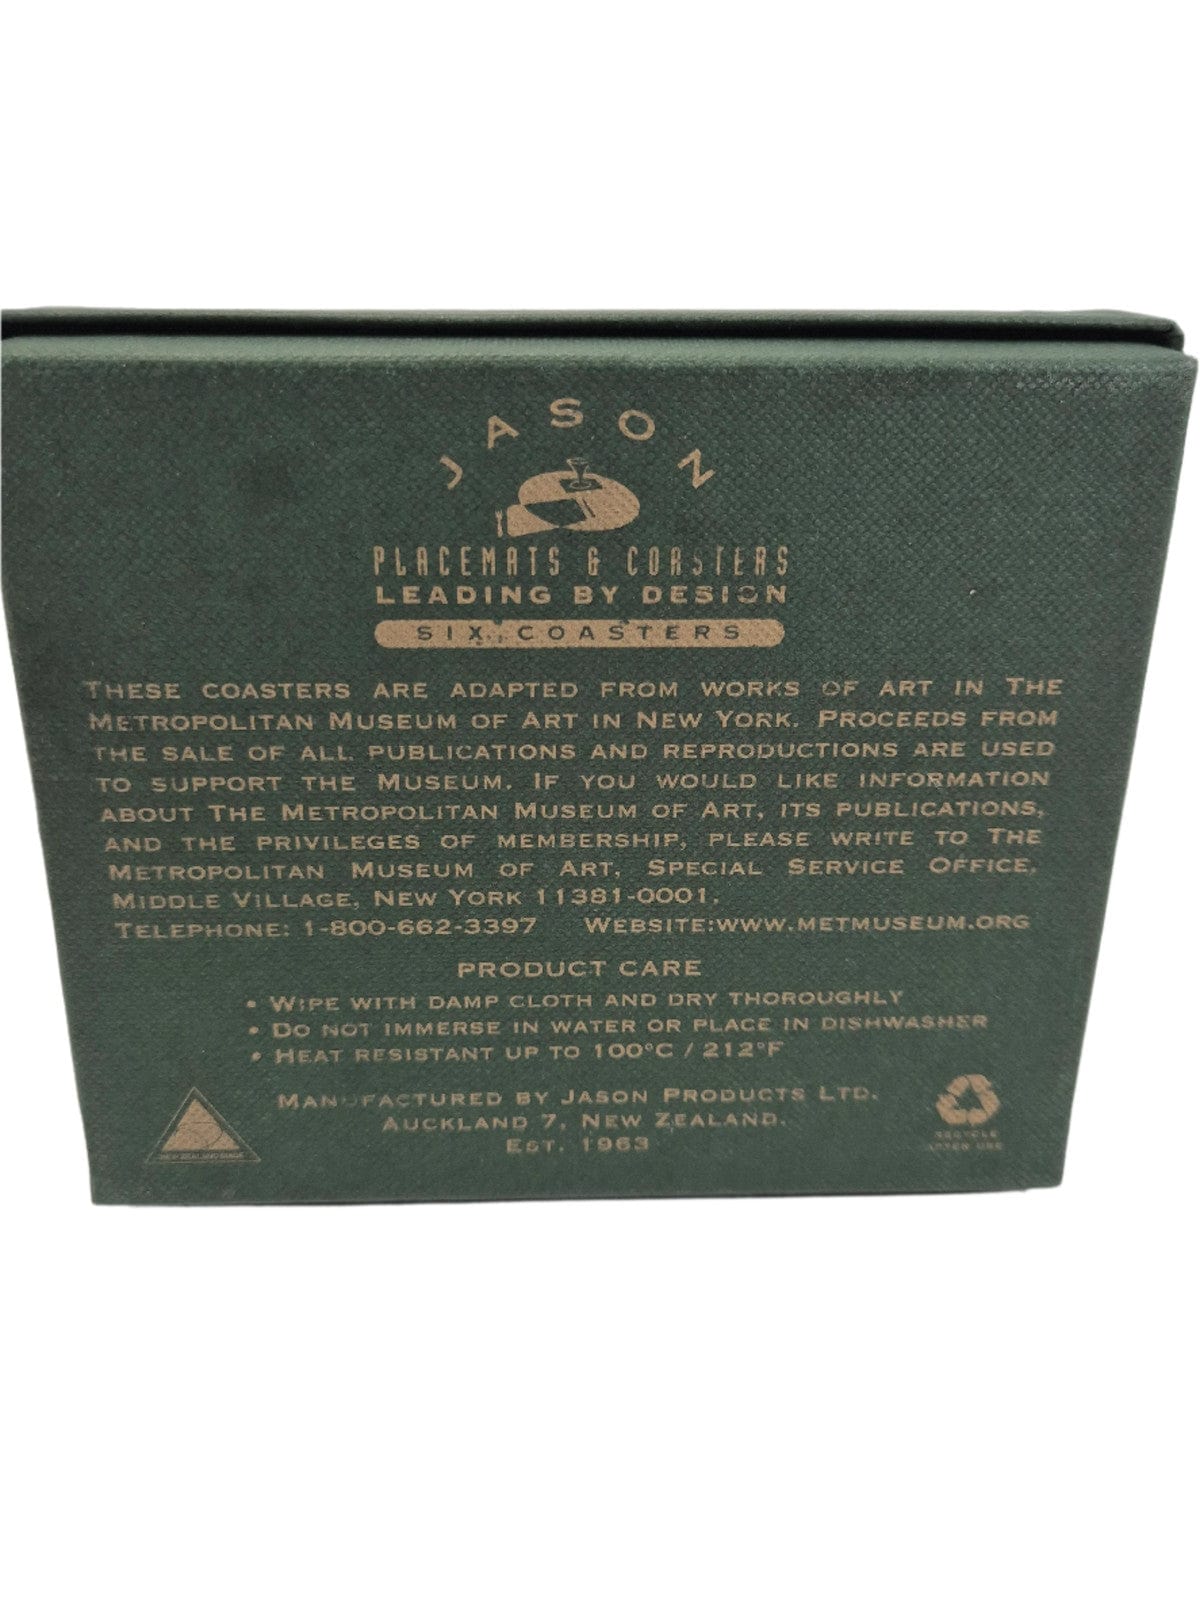 JASON
PLACEMATS & COASTERS
LEADING BY DESIGN
SIX COASTERS
THESE COASTERS ARE ADAPTED FROM WORKS OF ART IN THE
METROPOLITAN MUSEUM OF ART IN NEW YORK. PROCEEDS FROM
THE SALE OF ALL PUBLICATIONS AND REPRODUCTIONS ARE USED
TO SUPPORT THE MUSEUM. IF YOU WOULD LIKE INFORMATION
ABOUT THE METROPOLITAN MUSEUM OF ART, ITS PUBLICATIONS,
AND THE PRIVILEGES OF MEMBERSHIP, PLEASE WRITE TO THE
METROPOLITAN MUSEUM OF ART, SPECIAL SERVICE OFFICE,
MIDDLE VILLAGE, NEW YORK 11381-0001.
TELEPHONE: 1-800-662-3397 WEBSITE:WWW.METMUSEUM.ORG
PRODUCT CARE
• WIPE WITH DAMP CLOTH AND DRY THOROUGHLY
• DO NOT IMMERSE IN WATER OR PLACE IN DISHWASHER
• HEAT RESISTANT UP TO 100°C / 212°F
MANUFACTURED BY JASON PRODUCTS LTD.
AUCKLAND 7, NEW ZEALAND.
EST. 1963
NEW ZEALAND MADE
RECYCLE
AFTER USE